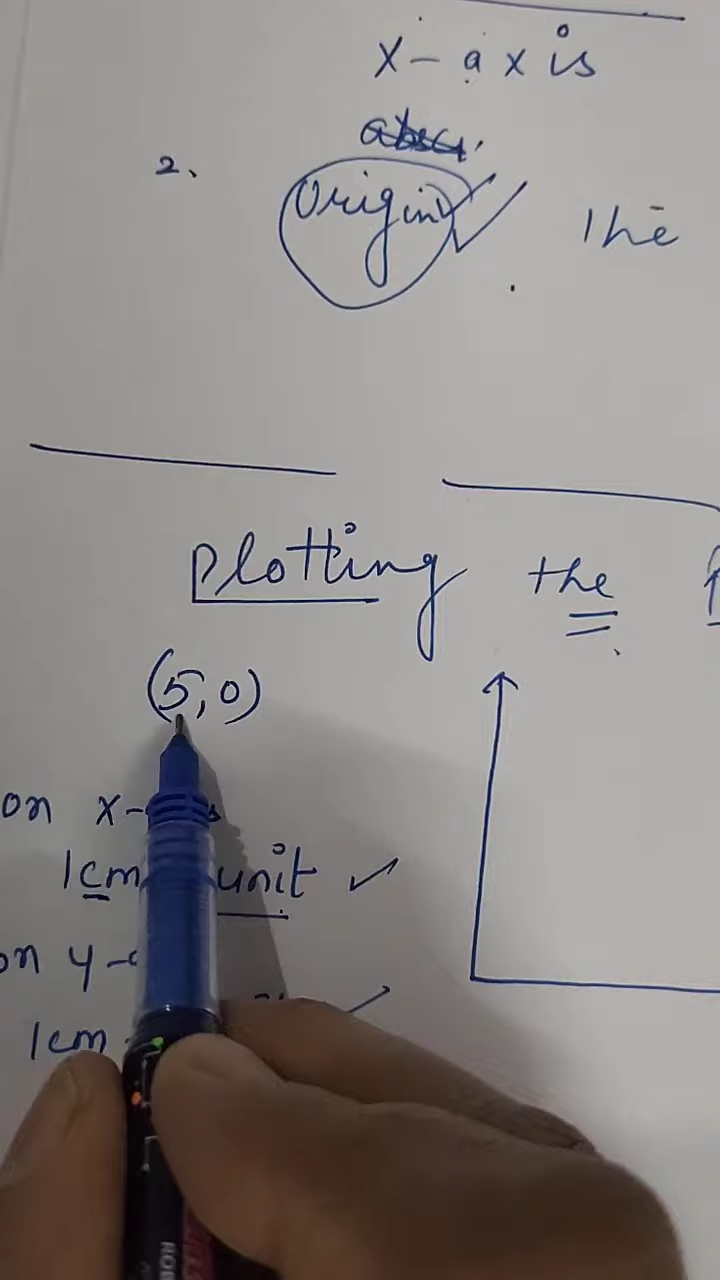 x-axis
2. Origin The
Plotting the
(5,0)
on x-
1cm unit
on y-
1cm